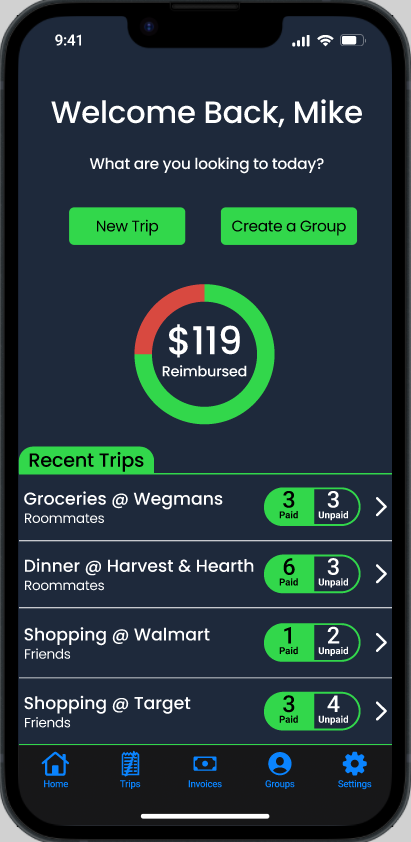 9:41
Welcome Back, Mike
What are you looking to today?
New Trip
Create a Group
$119
Reimbursed
Recent Trips
Groceries @ Wegmans
Roommates
3 3
Paid Unpaid
Dinner @ Harvest & Hearth
Roommates
6 3
Paid Unpaid
Shopping @ Walmart
Friends
1 2
Paid Unpaid
Shopping @ Target
Friends
3 4
Paid Unpaid
Home Trips Invoices Groups Settings